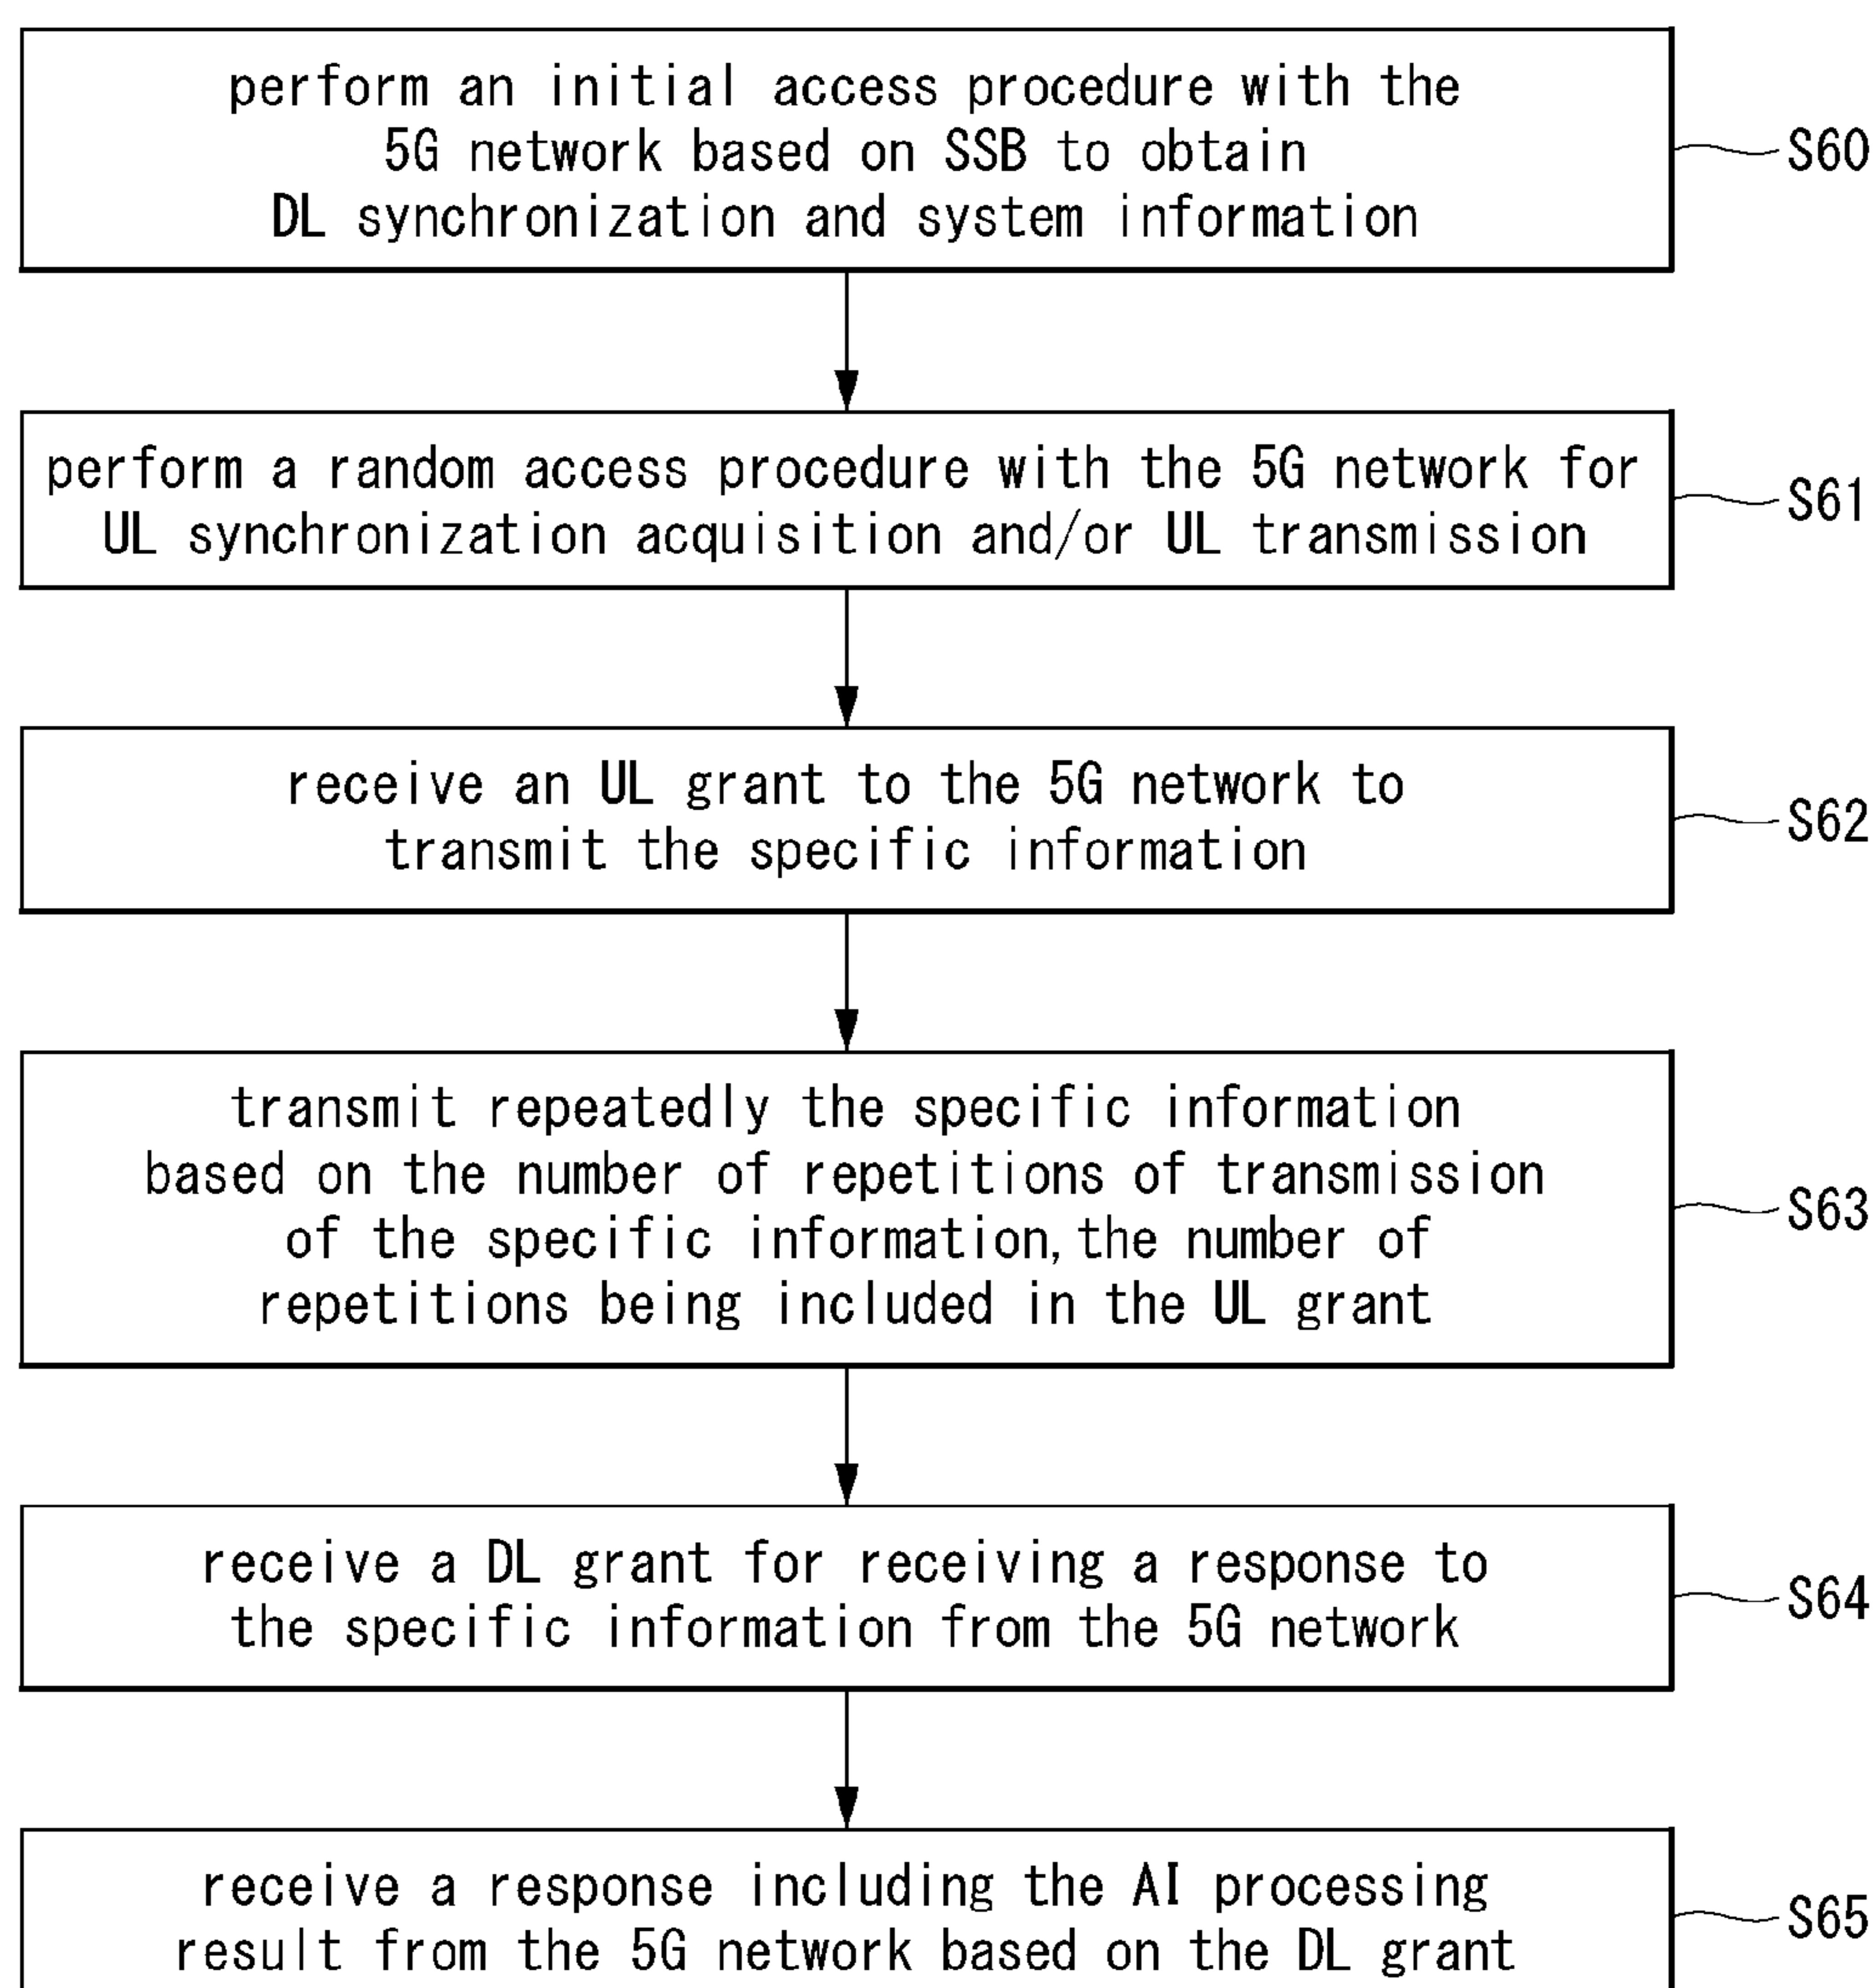 perform an initial access procedure with the
5G network based on SSB to obtain
DL synchronization and system information
S60
perform a random access procedure with the 5G network for
UL synchronization acquisition and/or UL transmission
S61
receive an UL grant to the 5G network to
transmit the specific information
S62
transmit repeatedly the specific information
based on the number of repetitions of transmission
of the specific information, the number of
repetitions being included in the UL grant
S63
receive a DL grant for receiving a response to
the specific information from the 5G network
S64
receive a response including the AI processing
result from the 5G network based on the DL grant
S65